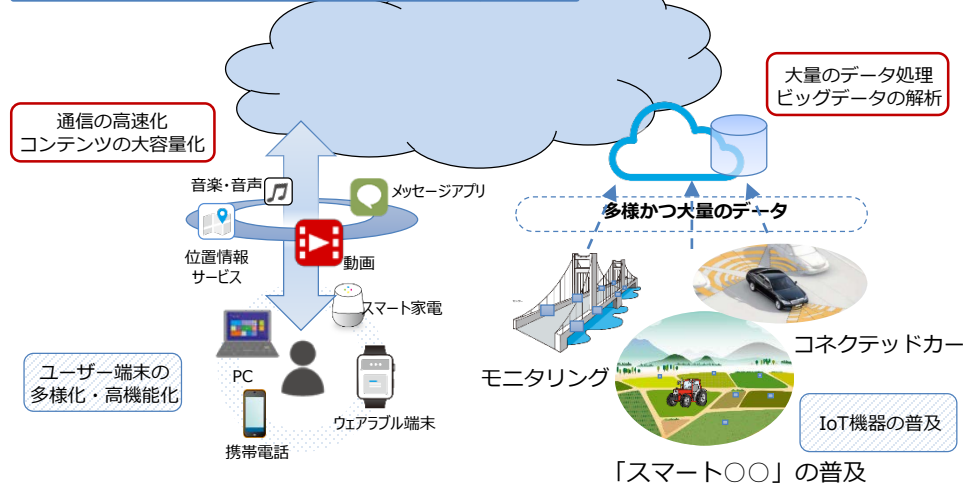 大量のデータ処理
ビッグデータの解析
通信の高速化
コンテンツの大容量化
音楽・音声
メッセージアプリ
多様かつ大量のデータ
位置情報
サービス
動画
スマート家電
コネクテッドカー
ユーザー端末の
多様化・高機能化
PC
モニタリング
ウェアラブル端末
IoT機器の普及
携帯電話
「スマート○○」の普及